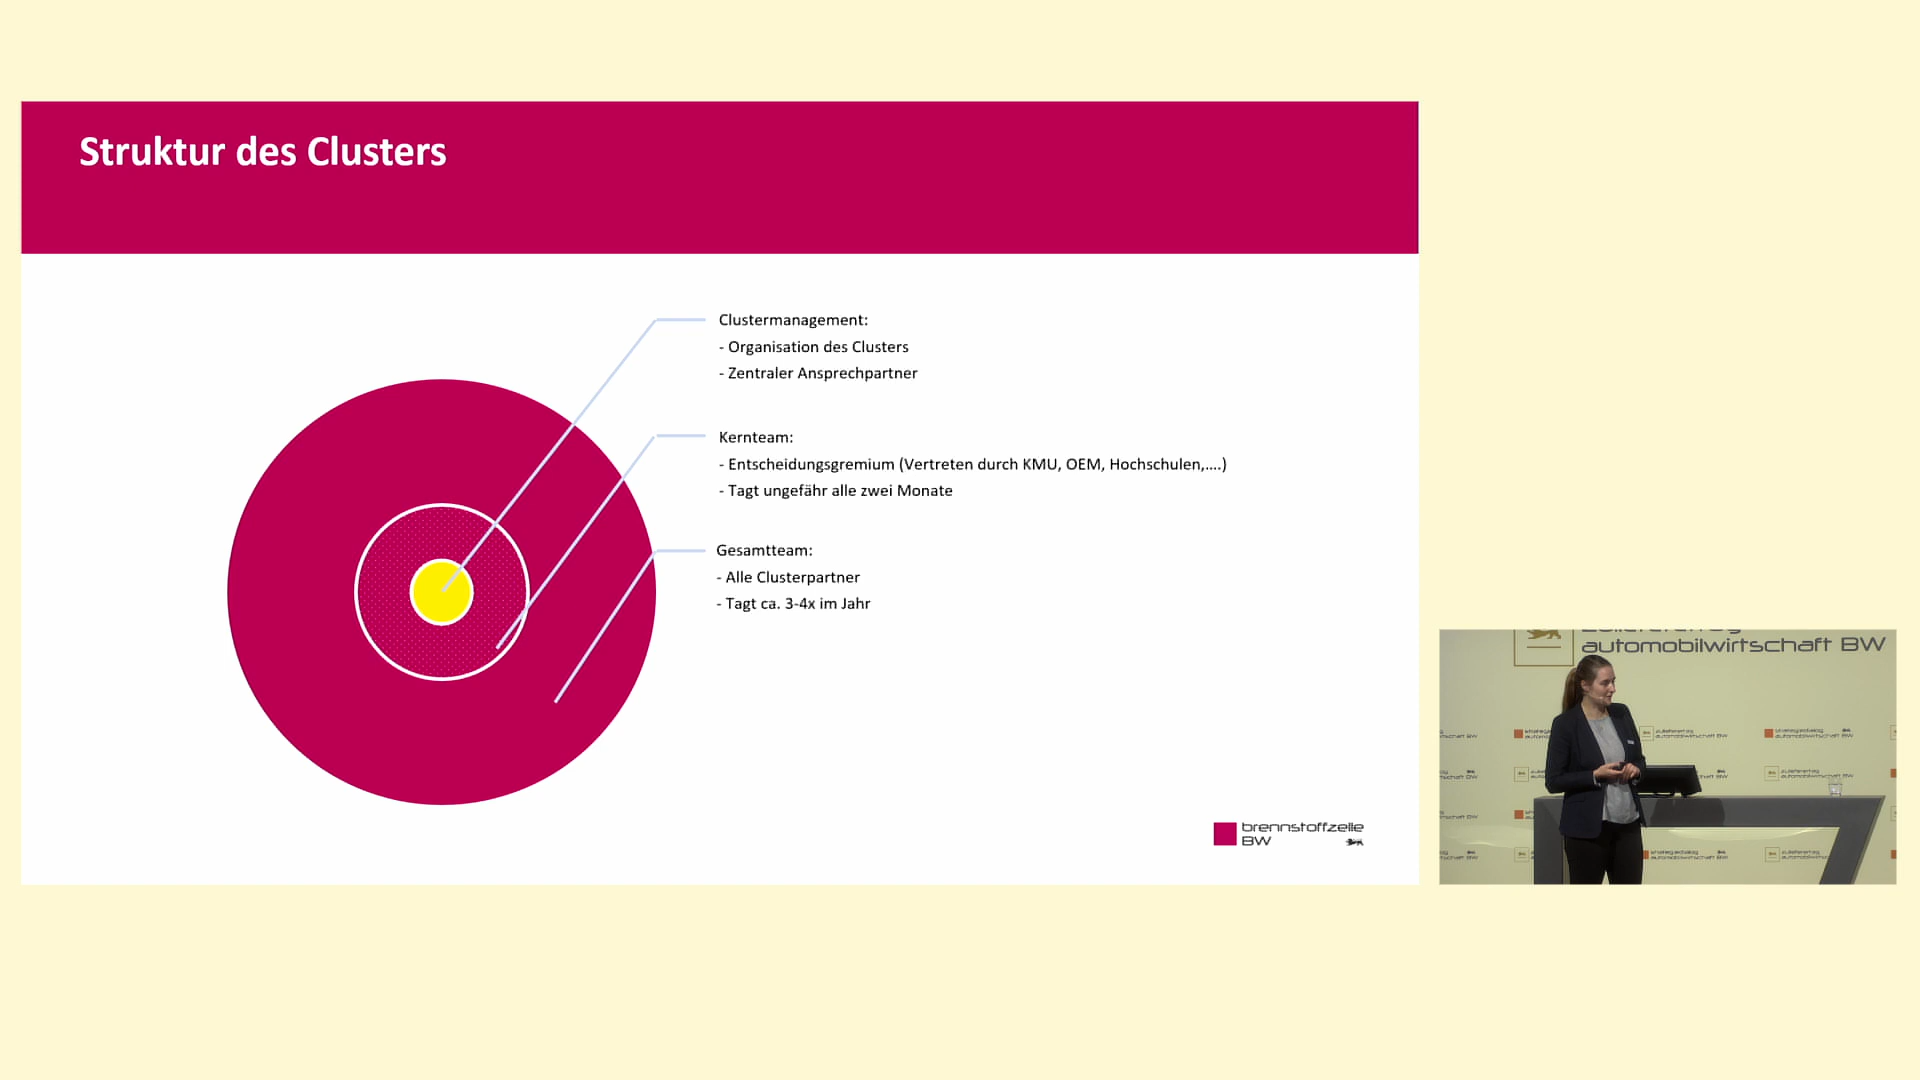 Struktur des Clusters
Clustermanagement:
- Organisation des Clusters
- Zentraler Ansprechpartner
Kernteam:
- Entscheidungsgremium (Vertreten durch KMU, OEM, Hochschulen,....)
- Tagt ungefähr alle zwei Monate
Gesamtteam:
- Alle Clusterpartner
- Tagt ca. 3-4x im Jahr
brennstoffzelle
BW
automobilwirtschaft BW